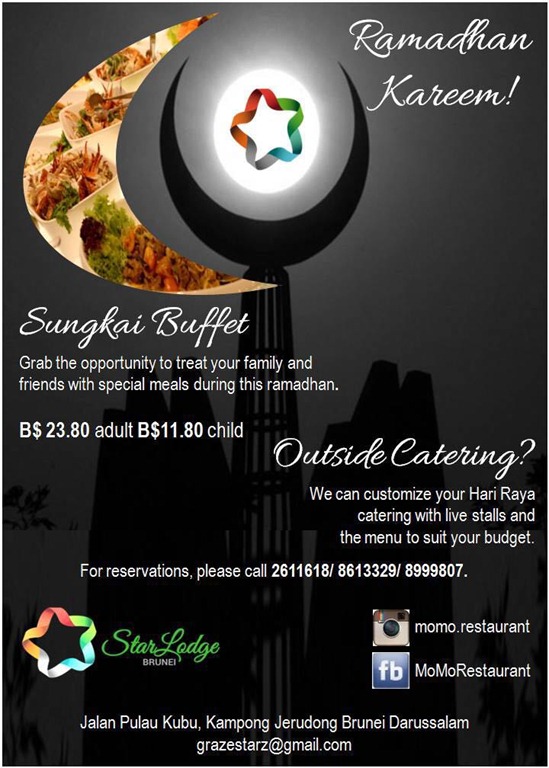 Ramadhan
Kareem!
Sungkai Buffet
Grab the opportunity to treat your family and
friends with special meals during this ramadhan.
B$ 23.80 adult B$11.80 child
Outside Catering?
We can customize your Hari Raya
catering with live stalls and
the menu to suit your budget.
For reservations, please call 2611618/ 8613329/ 8999807.
StarLodge
BRUNEI
momo.restaurant
fb MoMoRestaurant
Jalan Pulau Kubu, Kampong Jerudong Brunei Darussalam
grazestarz@gmail.com